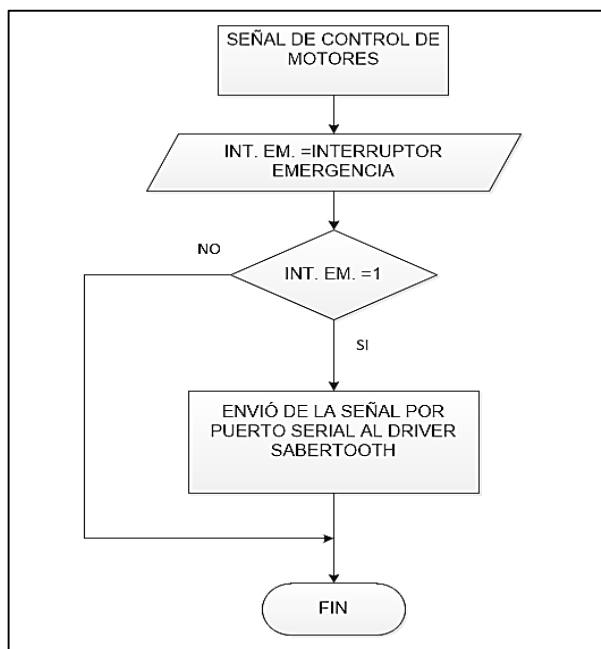 SEÑAL DE CONTROL DE
MOTORES
INT. EM. =INTERRUPTOR
EMERGENCIA
NO
INT. EM. =1
SI
ENVIÓ DE LA SEÑAL POR
PUERTO SERIAL AL DRIVER
SABERTOOTH
FIN